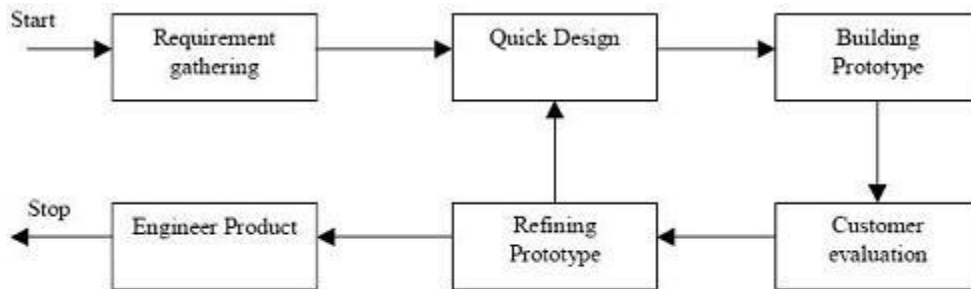 Start
Requirement
gathering
Quick Design
Building
Prototype
Stop
Engineer Product
Refining
Prototype
Customer
evaluation